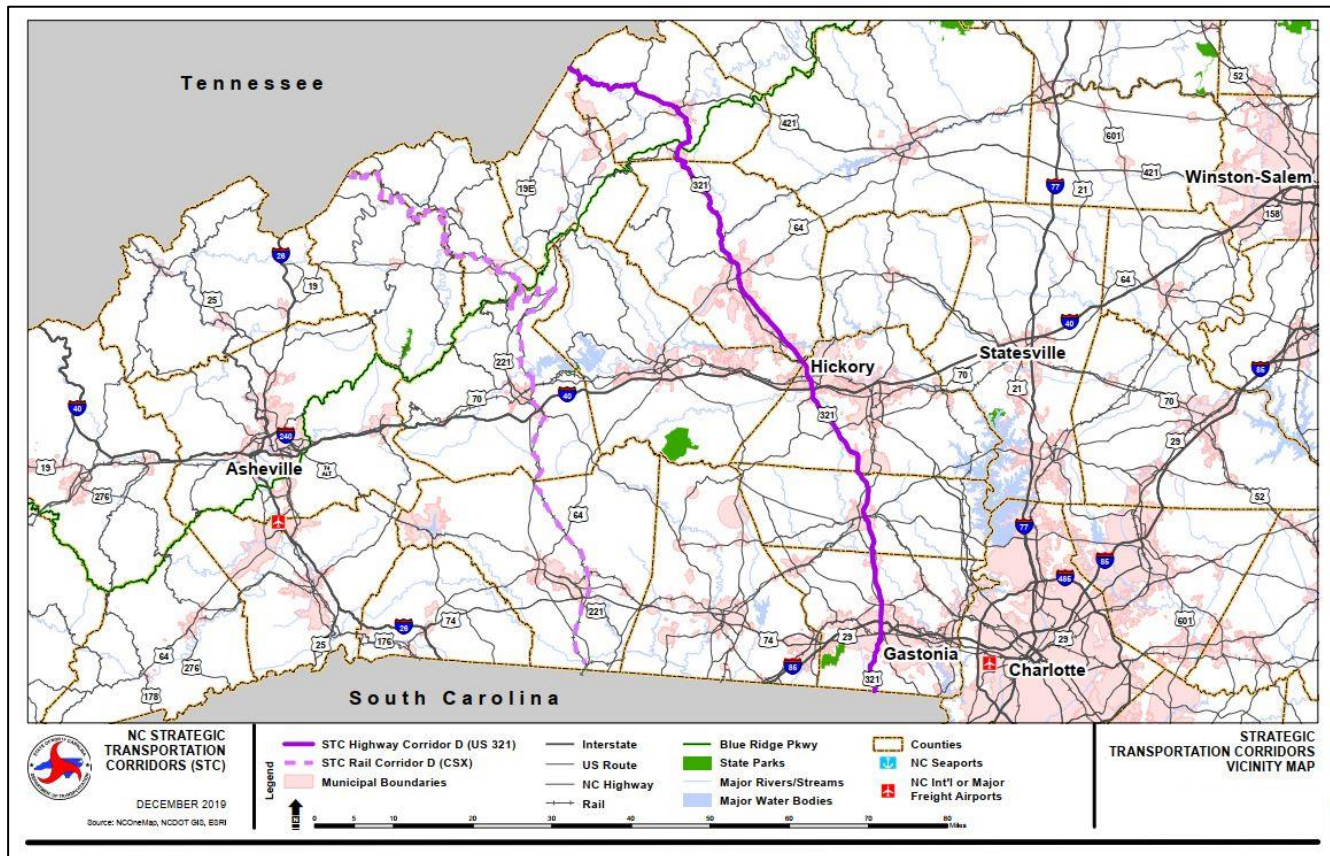 Tennessee
52
421
601
19E
321
77
21
421
Winston-Salem
158
64
26
19
25
64
40
221
Hickory
Statesville
70
21
85
70
40
70
40
321
29
240
Asheville
74
ALT
19
276
64
52
77
85
485
221
74
601
26
74
176
25
29
29
64
276
178
85
Gastonia
Charlotte
321
South Carolina
NC STRATEGIC
TRANSPORTATION
CORRIDORS (STC)
DECEMBER 2019
Source: NCOneMap, NCDOT GIS, ESRI
Legend
STC Highway Corridor D (US 321)
STC Rail Corridor D (CSX)
Municipal Boundaries
Interstate
US Route
NC Highway
Rail
Blue Ridge Pkwy
State Parks
Major Rivers/Streams
Major Water Bodies
Counties
NC Seaports
NC Int'l or Major
Freight Airports
0 5 10 20 30 40 50 60 70 80
Miles
STRATEGIC
TRANSPORTATION CORRIDORS
VICINITY MAP